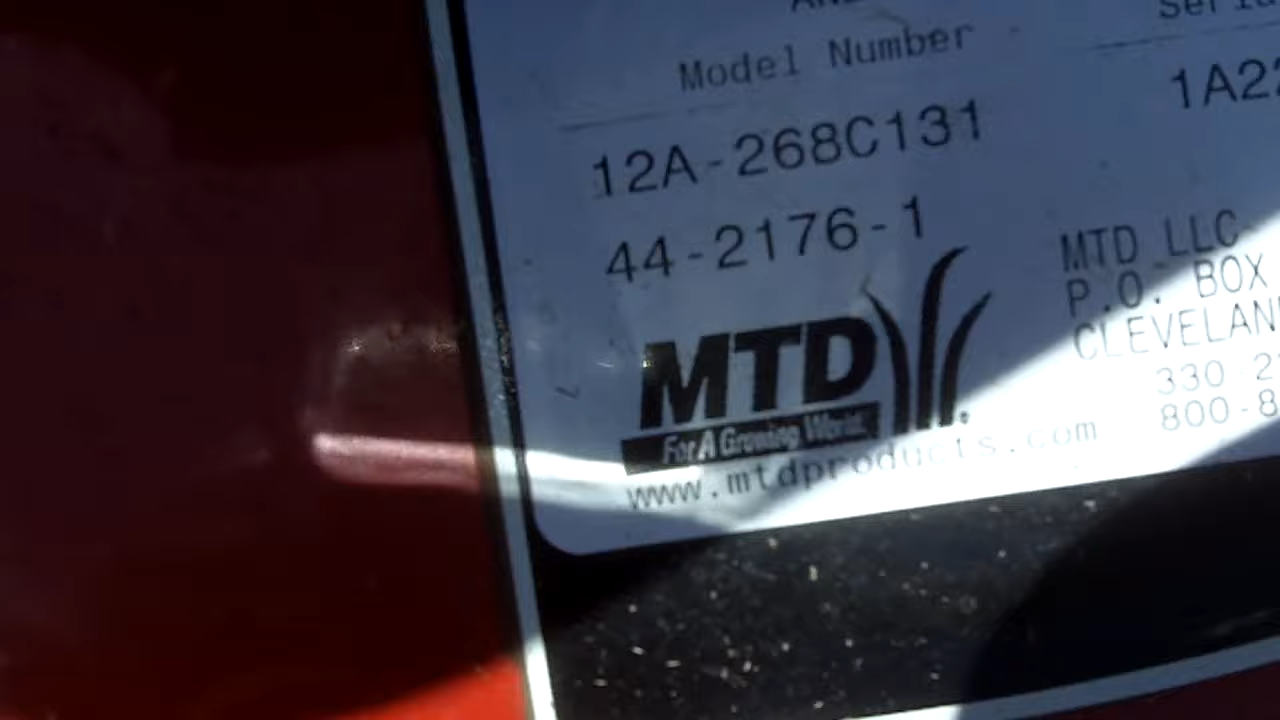 Model Number
12A-268C131
1A22
44-2176-1
MTD LLC
P.O. BOX
CLEVELAN
MTD
For A Growing World.
330-2
800-8
www.mtdproducts.com